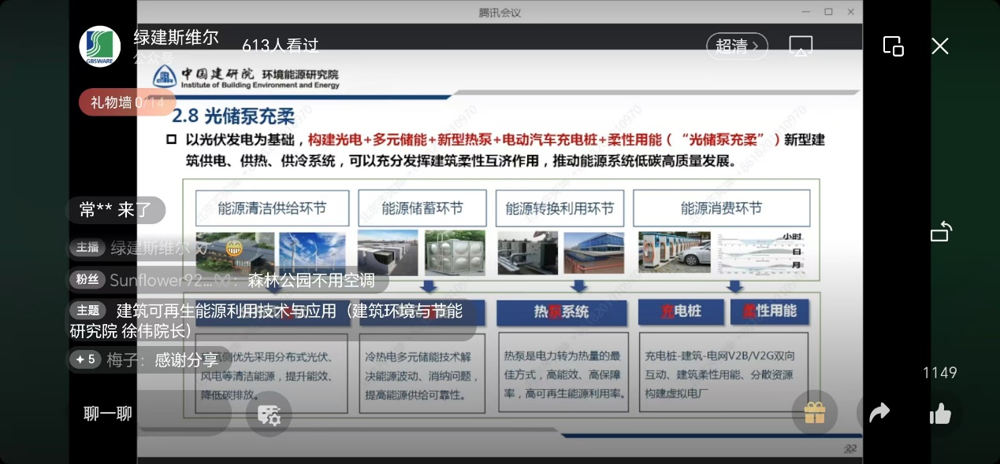 腾讯会议
绿建斯维尔
公众号
613人看过
超清
GBSWARE
中国建研院 环境能源研究院
Institute of Building Environment and Energy
礼物墙 0/14
2.8 光储泵充柔
以光伏发电为基础，构建光电+多元储能+新型热泵+电动汽车充电桩+柔性用能（“光储泵充柔”）新型建
筑供电、供热、供冷系统，可以充分发挥建筑柔性互济作用，推动能源系统低碳高质量发展。
能源清洁供给环节
能源储蓄环节
能源转换利用环节
能源消费环节
常** 来了
小时
日
月
主播 绿建斯维尔
粉丝 Sunflower92...：森林公园不用空调
主题 建筑可再生能源利用技术与应用（建筑环境与节能
研究院 徐伟院长）
热泵系统
充电桩
柔性用能
侧优先采用分布式光伏、
风电等清洁能源，提升能效、
降低碳排放。
冷热电多元储能技术解
决能源波动、消纳问题，
提高能源供给可靠性。
热泵是电力转为热量的最
佳方式，高能效、高保障
率，高可再生能源利用率。
充电桩-建筑-电网V2B/V2G双向
互动、建筑柔性用能、分散资源
构建虚拟电厂
5 梅子：感谢分享
聊一聊
1149
22